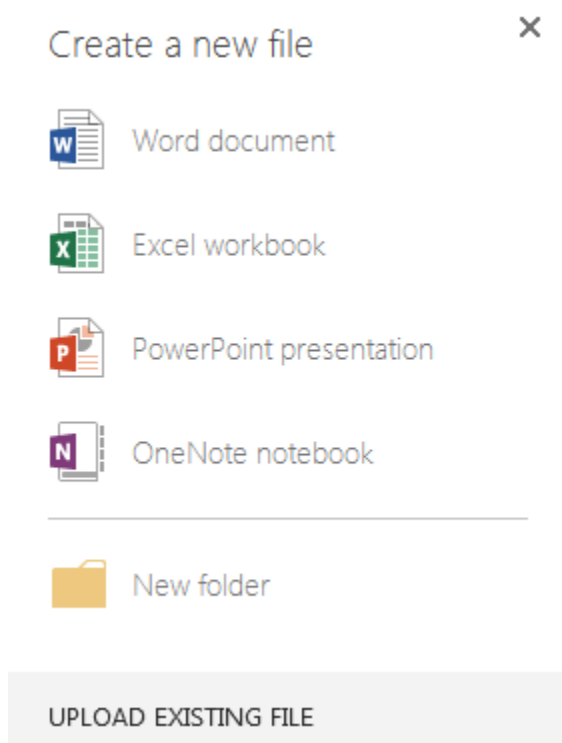 Create a new file
Word document
Excel workbook
PowerPoint presentation
OneNote notebook
New folder
UPLOAD EXISTING FILE